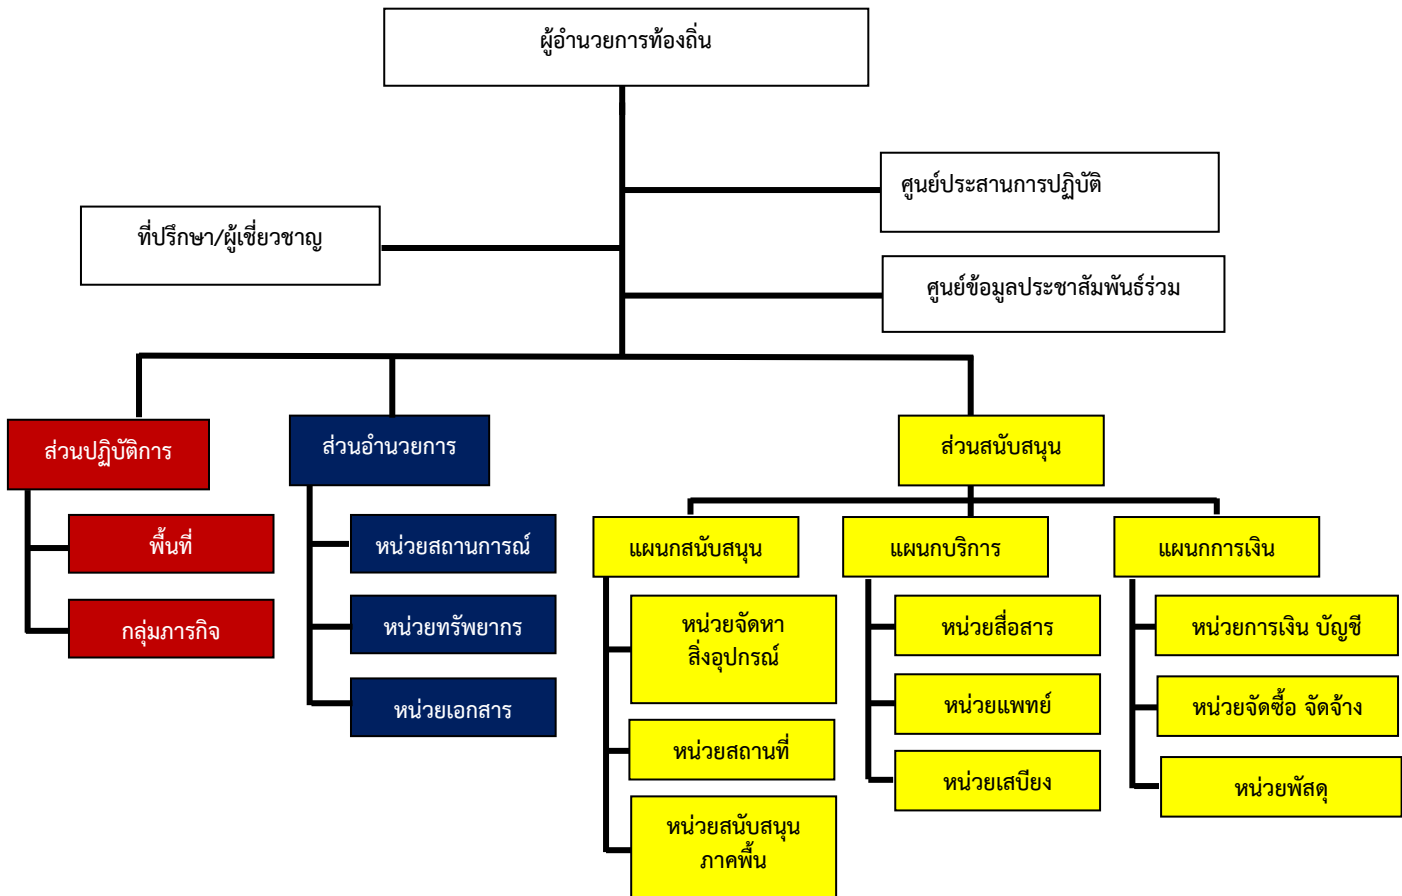 ผู้อำนวยการท้องถิ่น
ศูนย์ประสานการปฏิบัติ
ที่ปรึกษา/ผู้เชี่ยวชาญ
ศูนย์ข้อมูลประชาสัมพันธ์ร่วม
ส่วนปฏิบัติการ
พื้นที่
กลุ่มภารกิจ
ส่วนอำนวยการ
หน่วยสถานการณ์
หน่วยทรัพยากร
หน่วยเอกสาร
ส่วนสนับสนุน
แผนกสนับสนุน
หน่วยจัดหา
สิ่งอุปกรณ์
หน่วยสถานที่
หน่วยสนับสนุน
ภาคพื้น
แผนกบริการ
หน่วยสื่อสาร
หน่วยแพทย์
หน่วยเสบียง
แผนกการเงิน
หน่วยการเงิน บัญชี
หน่วยจัดซื้อ จัดจ้าง
หน่วยพัสดุ